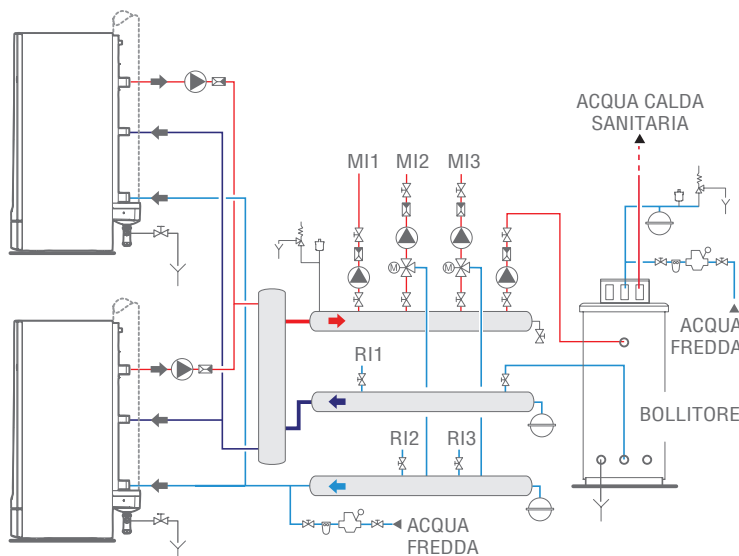 ACQUA CALDA
SANITARIA
MI1 MI2 MI3
M M
ACQUA
FREDDA
RI1
BOLLITORE
RI2 RI3
ACQUA
FREDDA